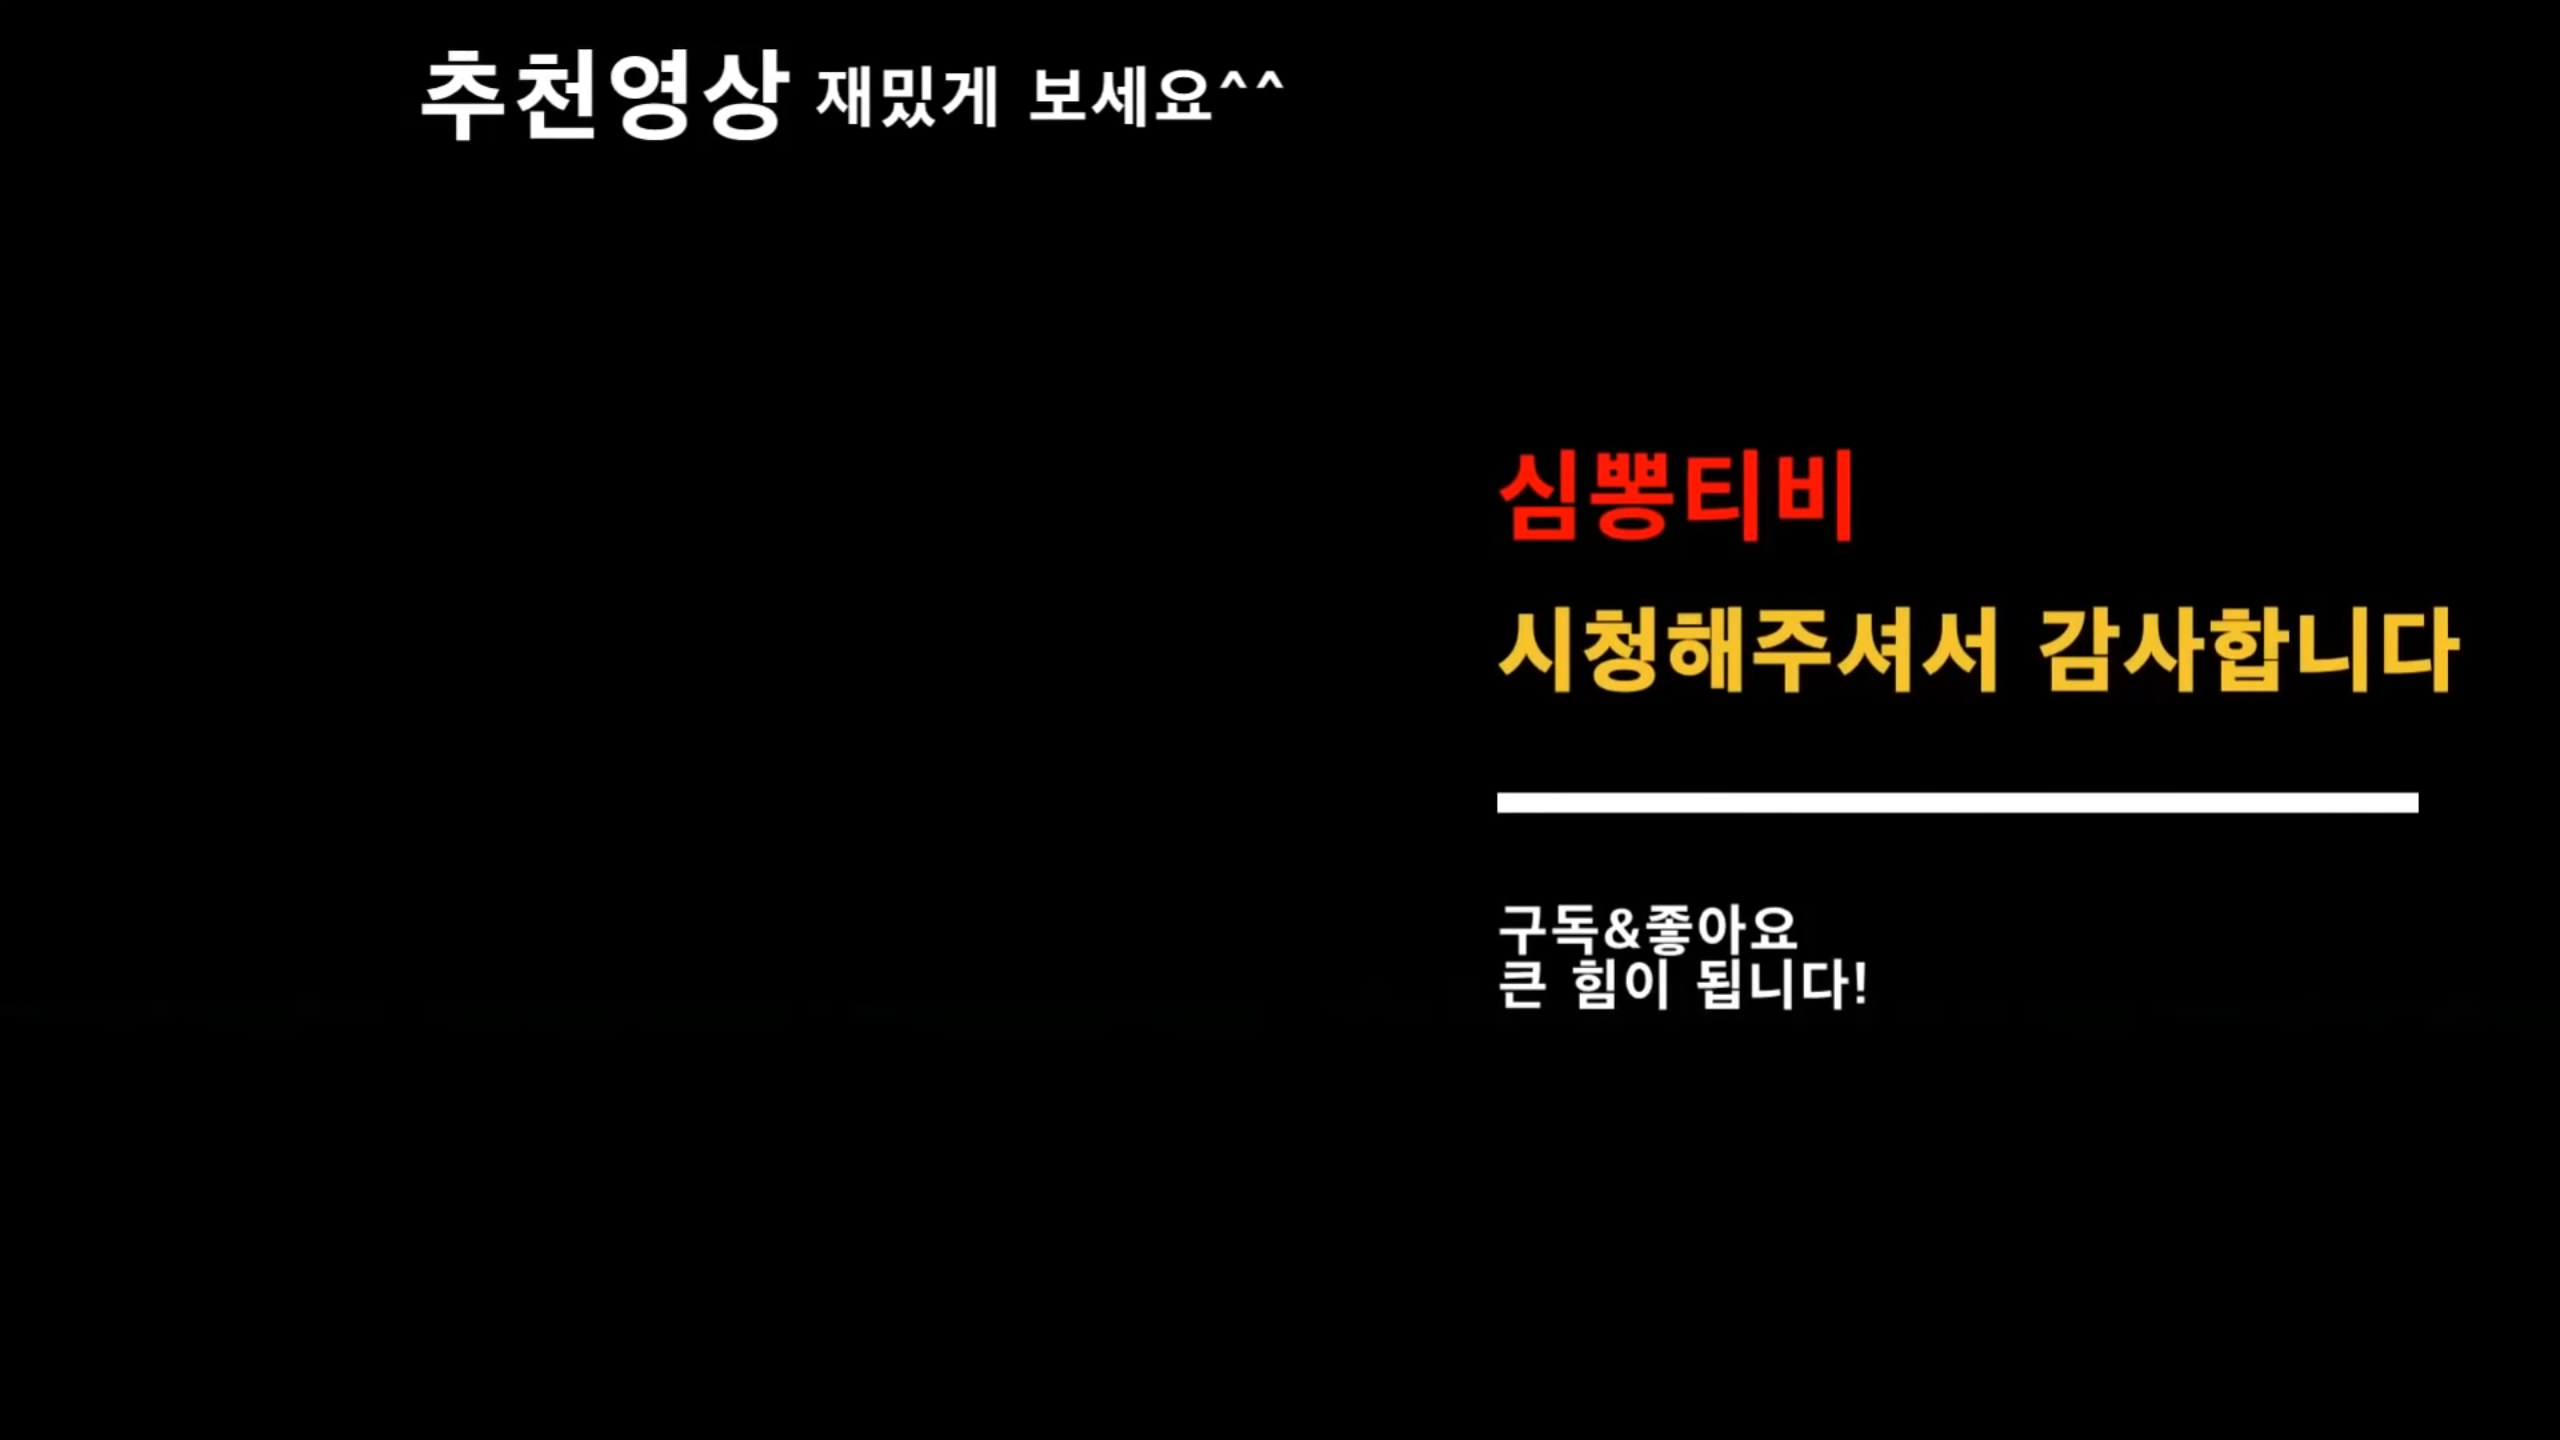 추천영상 재밌게 보세요^^
심뽕티비
시청해주셔서 감사합니다
구독&좋아요
큰 힘이 됩니다!